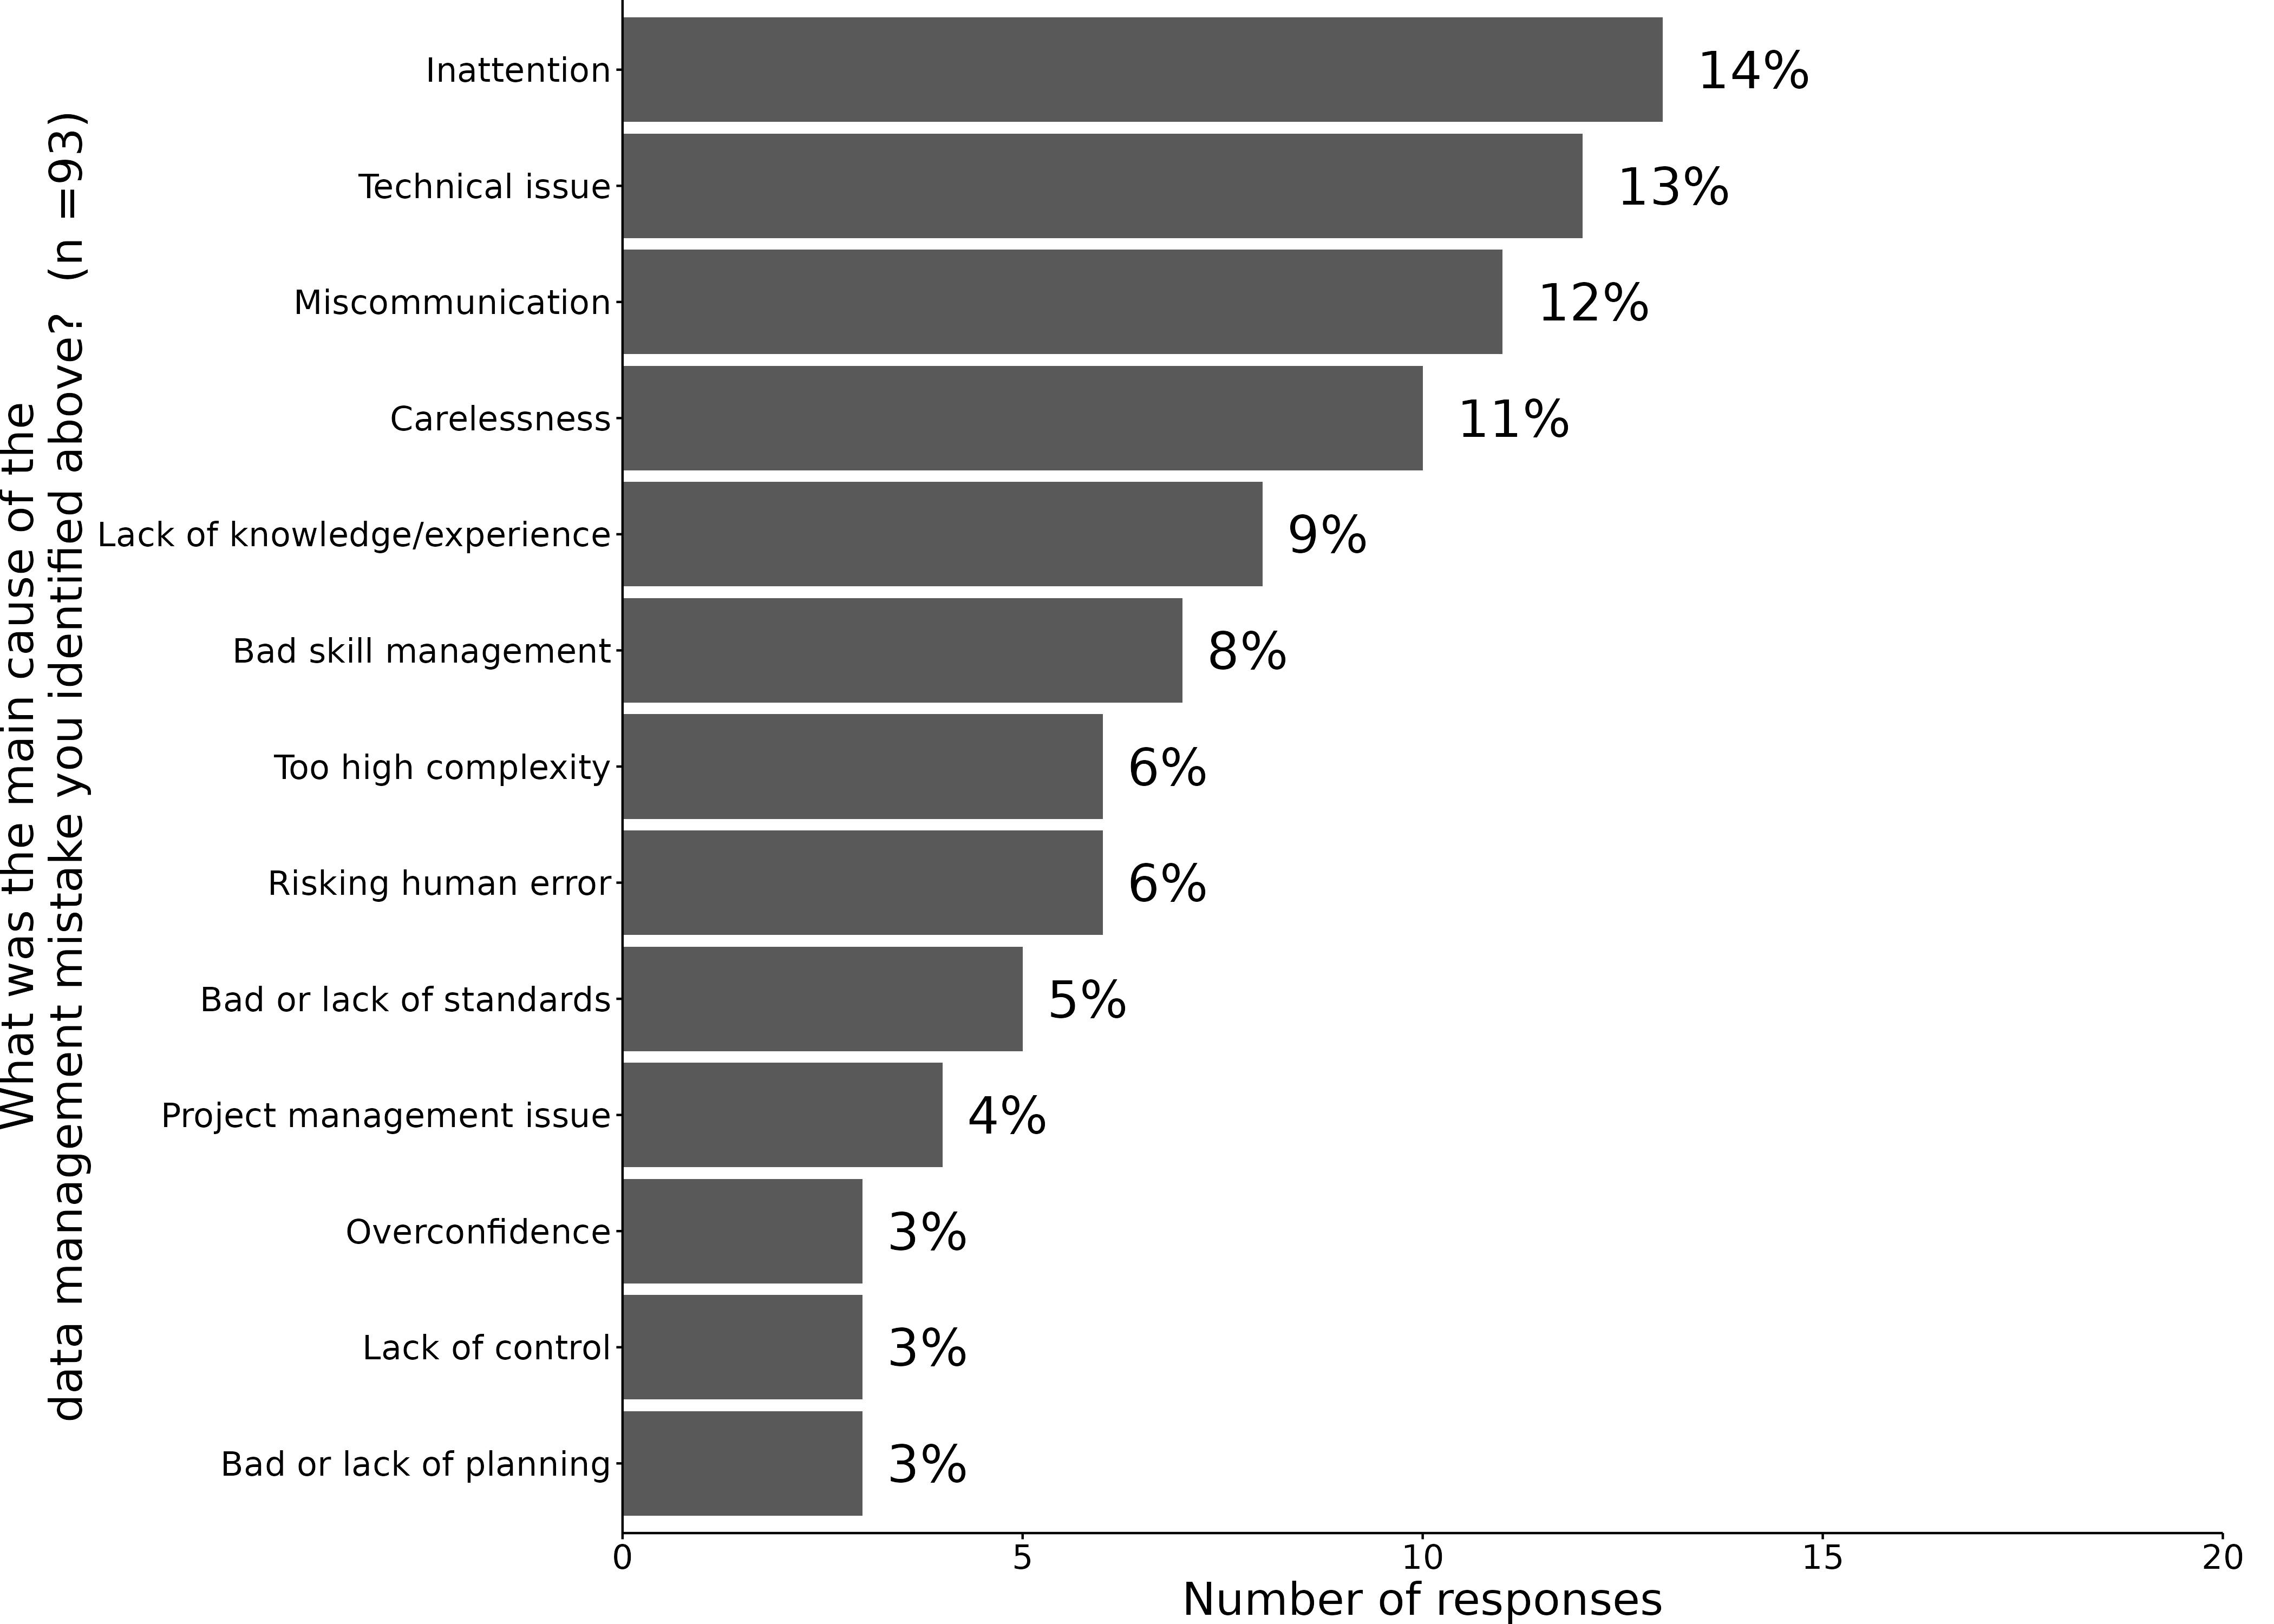 What was the main cause of the
data management mistake you identified above?  (n =93)
Inattention
14%
Technical issue
13%
Miscommunication
12%
Carelessness
11%
Lack of knowledge/experience
9%
Bad skill management
8%
Too high complexity
6%
Risking human error
6%
Bad or lack of standards
5%
Project management issue
4%
Overconfidence
3%
Lack of control
3%
Bad or lack of planning
3%
0
5
10
15
20
Number of responses